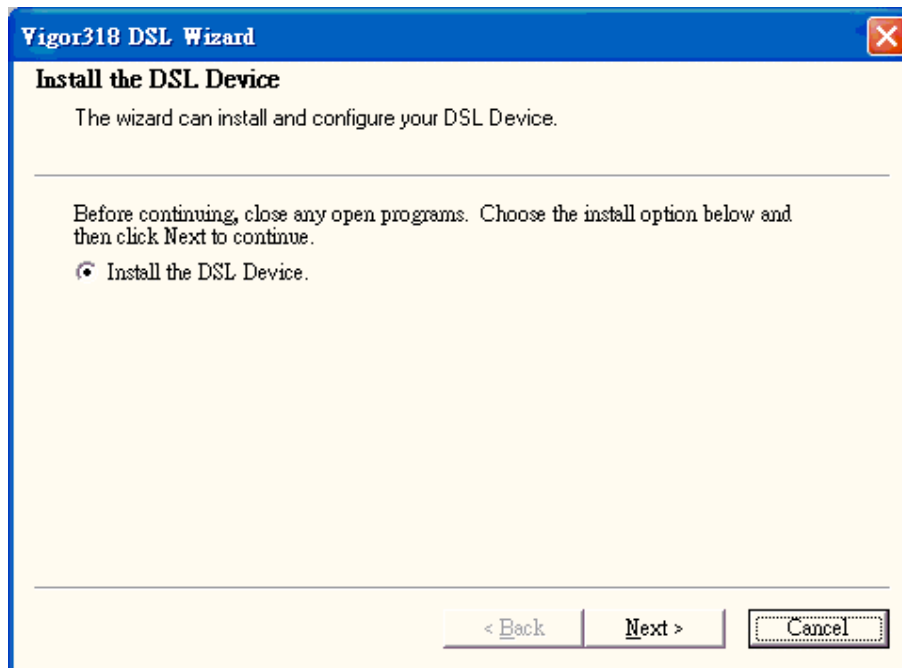 Vigor318 DSL Wizard
Install the DSL Device
The wizard can install and configure your DSL Device.
Before continuing, close any open programs.  Choose the install option below and
then click Next to continue.
Install the DSL Device.
< Back
Next >
Cancel